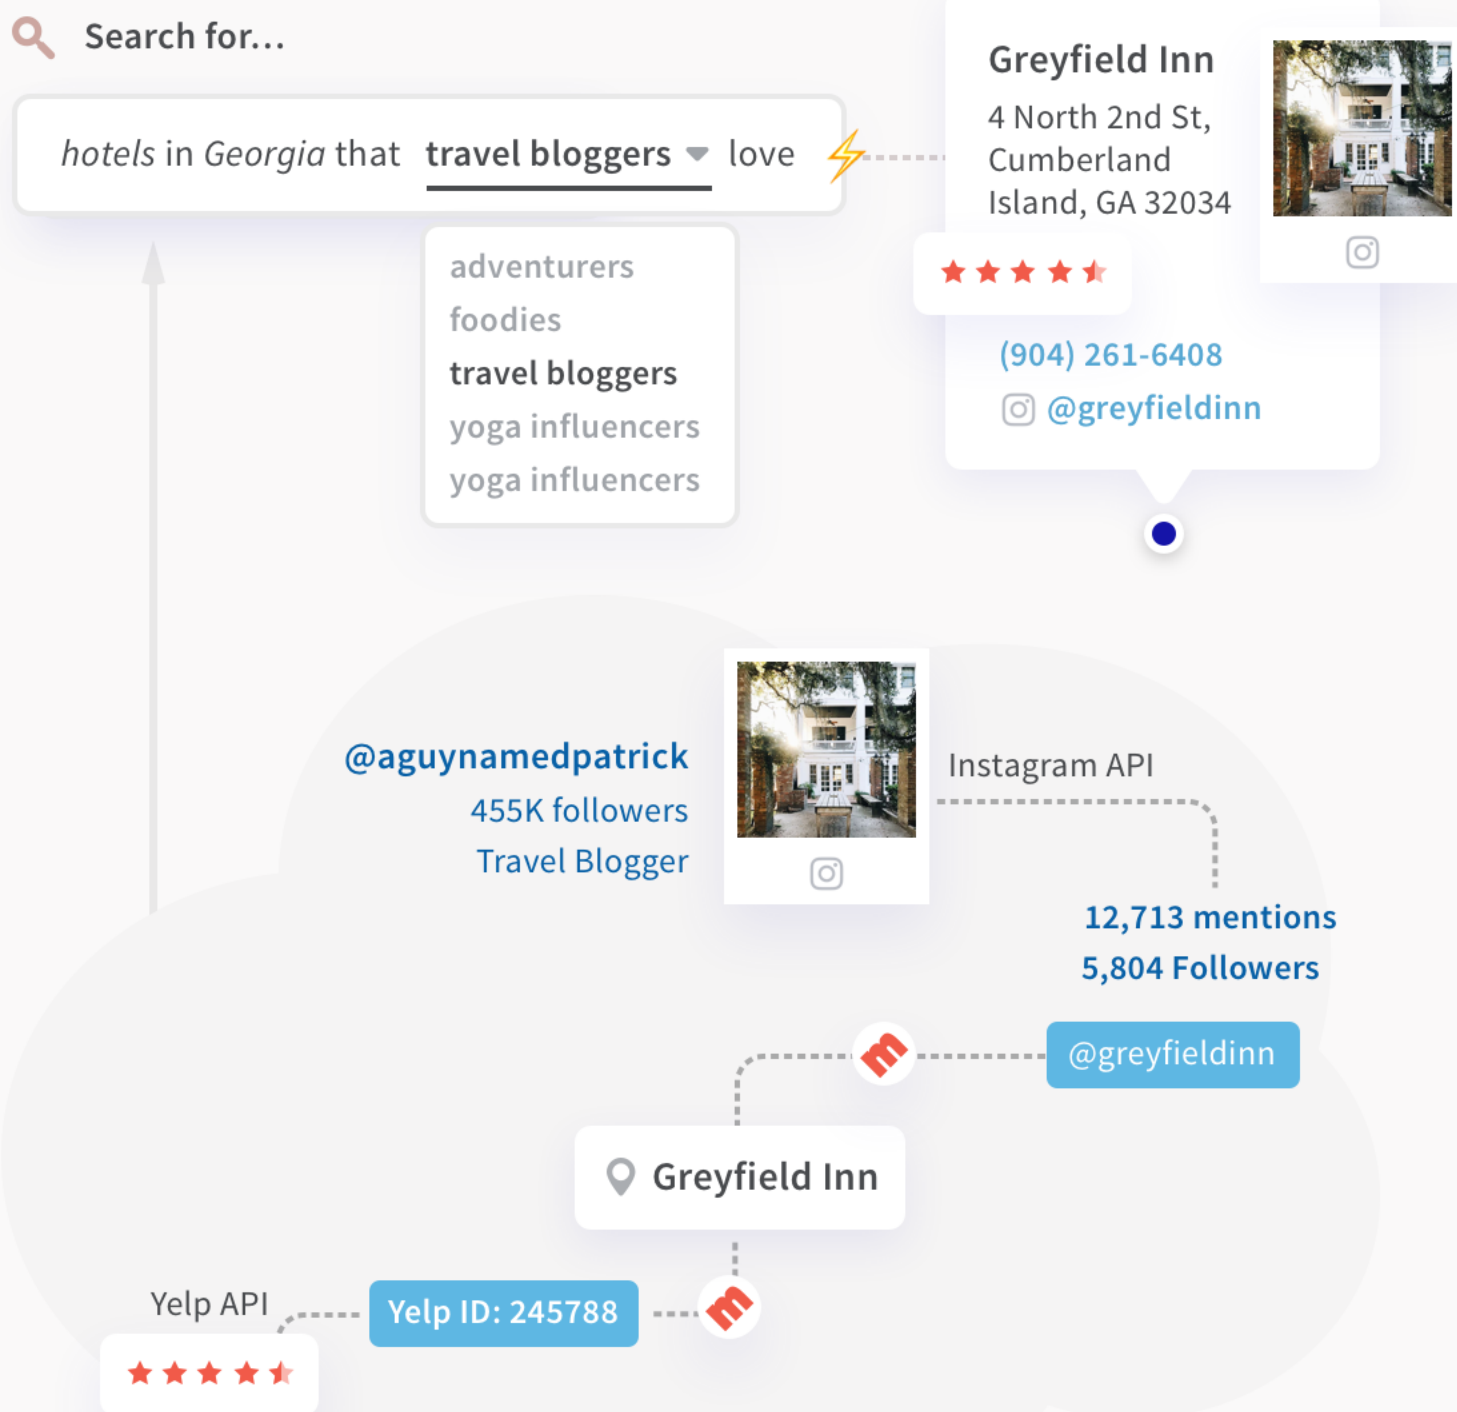 Search for...
hotels in Georgia that travel bloggers love
adventurers
foodies
travel bloggers
yoga influencers
yoga influencers
Greyfield Inn
4 North 2nd St,
Cumberland
Island, GA 32034
(904) 261-6408
@greyfieldinn
@aguynamedpatrick
455K followers
Travel Blogger
Instagram API
12,713 mentions
5,804 Followers
@greyfieldinn
m
Greyfield Inn
Yelp API
Yelp ID: 245788
m